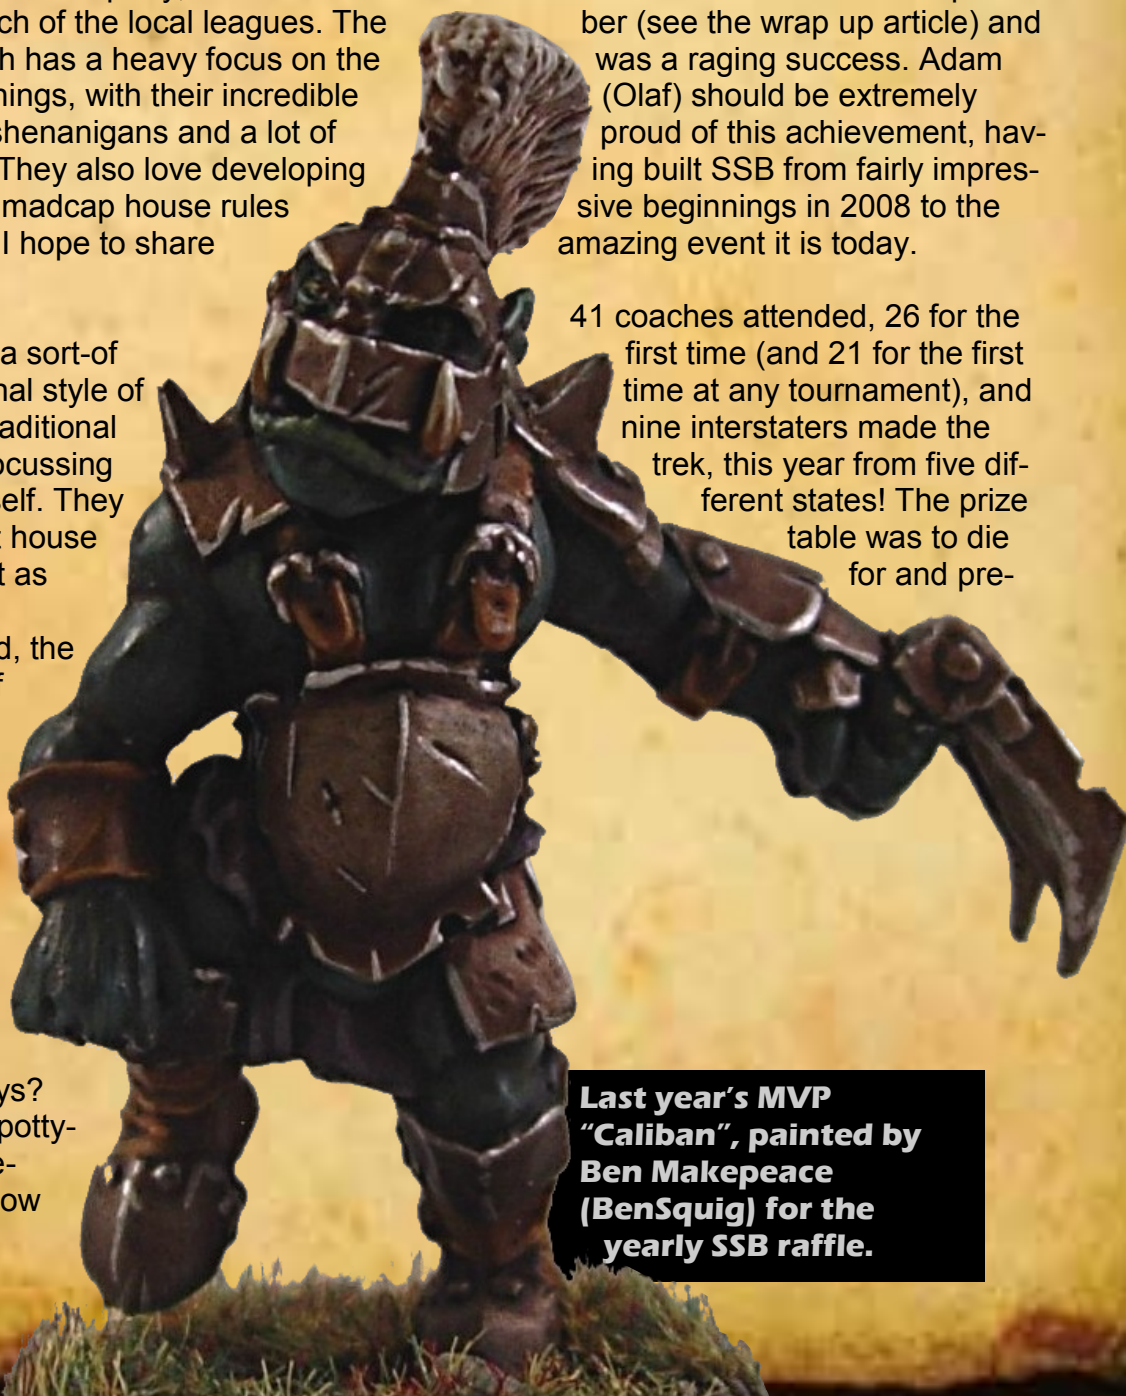 ch of the local leagues. The
h has a heavy focus on the
nings, with their incredible
shenanigans and a lot of
They also love developing
madcap house rules
I hope to share
a sort-of
nal style of
aditional
ocussing
self. They
t house
t as
d, the
f
ys?
potty-
e-
ow
ber (see the wrap up article) and
was a raging success. Adam
(Olaf) should be extremely
proud of this achievement, hav-
ing built SSB from fairly impres-
sive beginnings in 2008 to the
amazing event it is today.
41 coaches attended, 26 for the
first time (and 21 for the first
time at any tournament), and
nine interstaters made the
trek, this year from five dif-
ferent states! The prize
table was to die
for and pre-
Last year's MVP
"Caliban", painted by
Ben Makepeace
(BenSquig) for the
yearly SSB raffle.